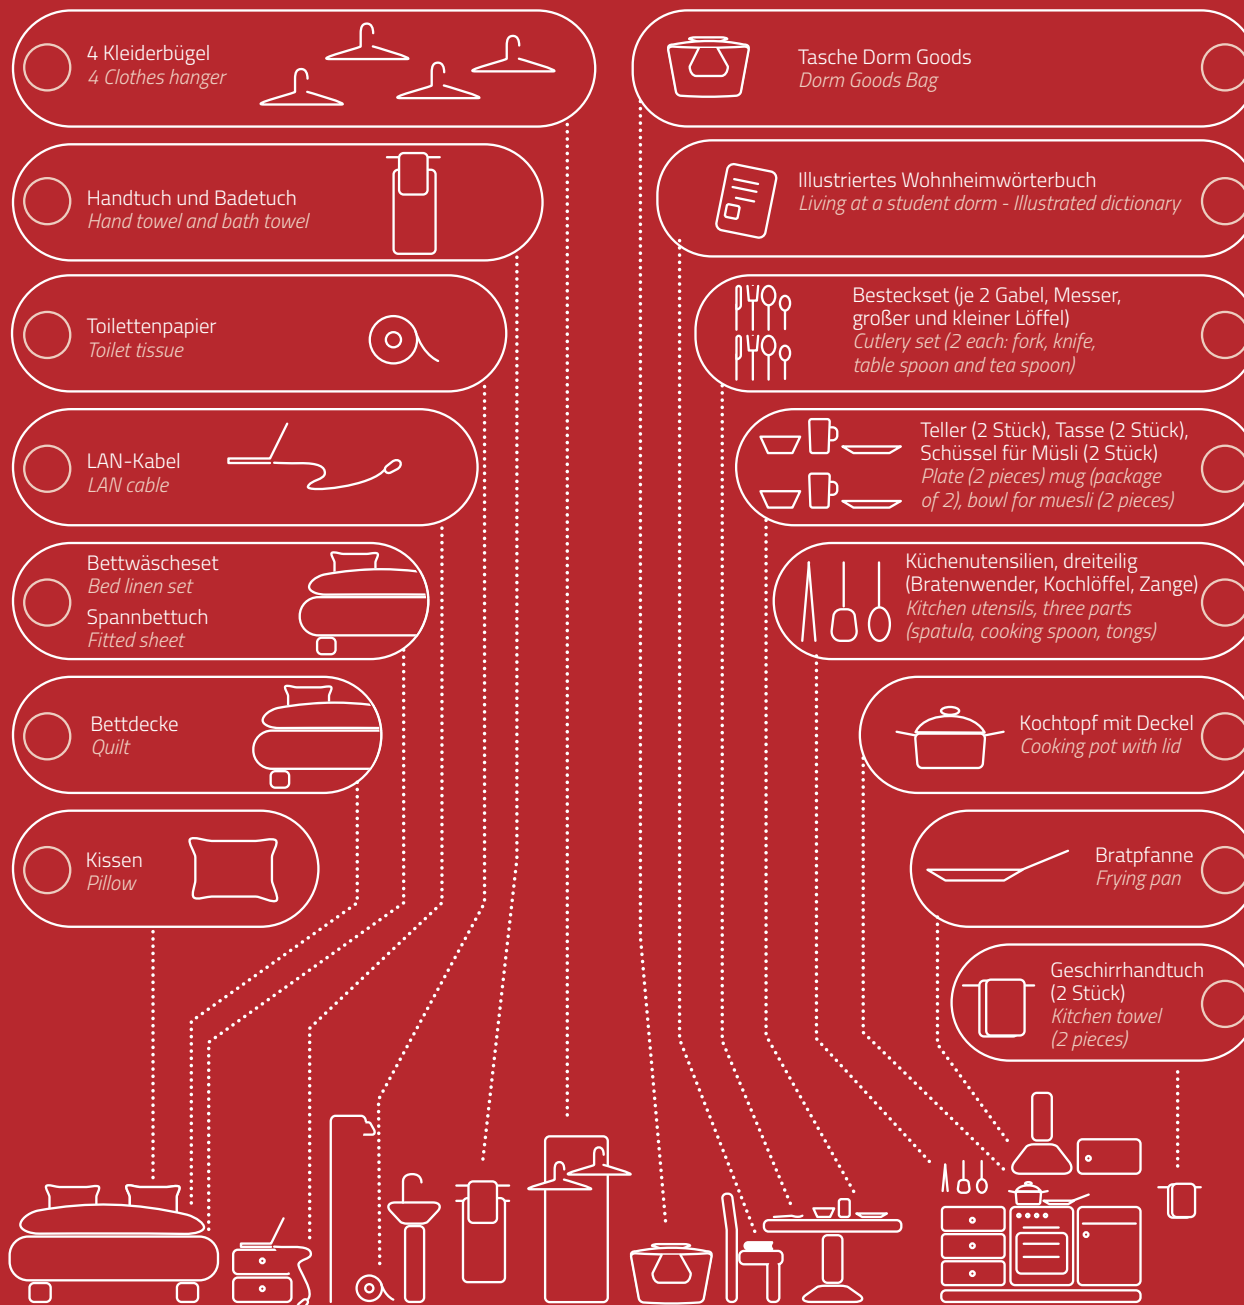 4 Kleiderbügel
4 Clothes hanger
Handtuch und Badetuch
Hand towel and bath towel
Toilettenpapier
Toilet tissue
LAN-Kabel
LAN cable
Bettwäscheset
Bed linen set
Spannbettuch
Fitted sheet
Bettdecke
Quilt
Kissen
Pillow
Tasche Dorm Goods
Dorm Goods Bag
Illustriertes Wohnheimwörterbuch
Living at a student dorm - Illustrated dictionary
Besteckset (je 2 Gabel, Messer,
großer und kleiner Löffel)
Cutlery set (2 each: fork, knife,
table spoon and tea spoon)
Teller (2 Stück), Tasse (2 Stück),
Schüssel für Müsli (2 Stück)
Plate (2 pieces) mug (package
of 2), bowl for muesli (2 pieces)
Küchenutensilien, dreiteilig
(Bratenwender, Kochlöffel, Zange)
Kitchen utensils, three parts
(spatula, cooking spoon, tongs)
Kochtopf mit Deckel
Cooking pot with lid
Bratpfanne
Frying pan
Geschirrhandtuch
(2 Stück)
Kitchen towel
(2 pieces)